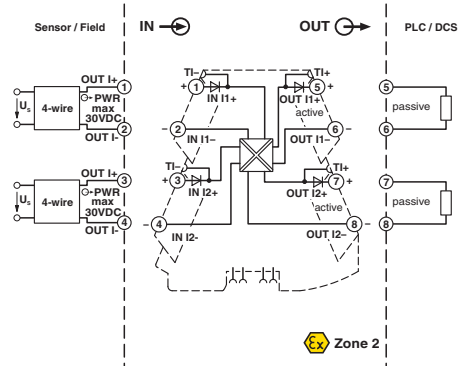 Sensor / Field IN OUT PLC / DCS
OUT I+ 1
4-wire PWR
max
30VDC
Us
2
OUT I-
OUT I+ 3
4-wire PWR
max
30VDC
Us
4
OUT I-
TI–
+ 1
IN I1+
– 2 IN I1–
TI–
+ 3
IN I2+
– 4
IN I2-
TI+
5 +
OUT I1+
active
6 –
OUT I1–
TI+
7 +
OUT I2+
active
8 –
OUT I2–
5
passive
6
7
passive
8
Ex Zone 2